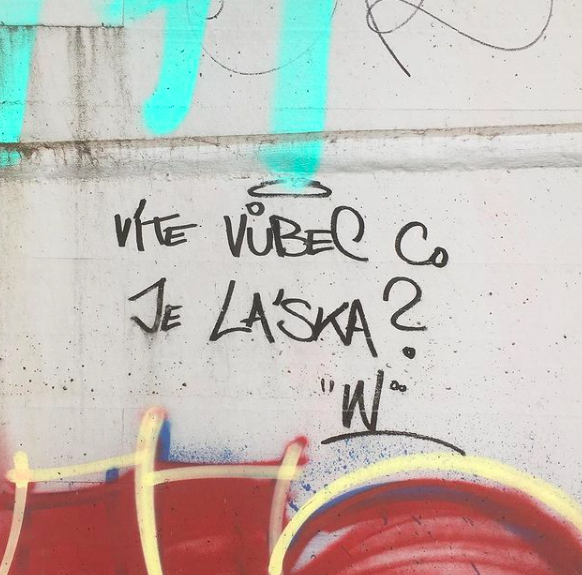 VÍTE VŮBEC CO
JE LÁSKA?
"W"